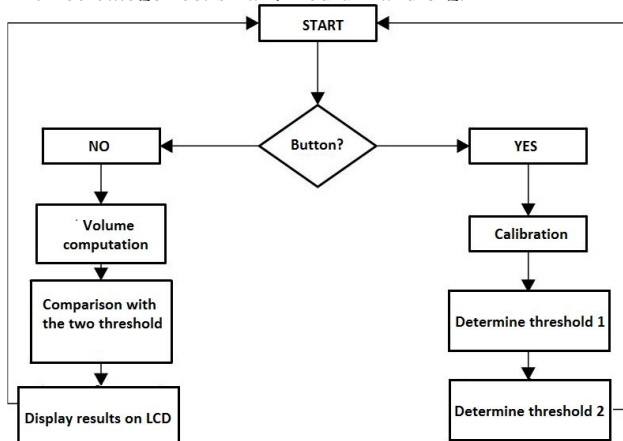 START
Button?
NO
YES
Volume
computation
Calibration
Comparison with
the two threshold
Determine threshold 1
Display results on LCD
Determine threshold 2